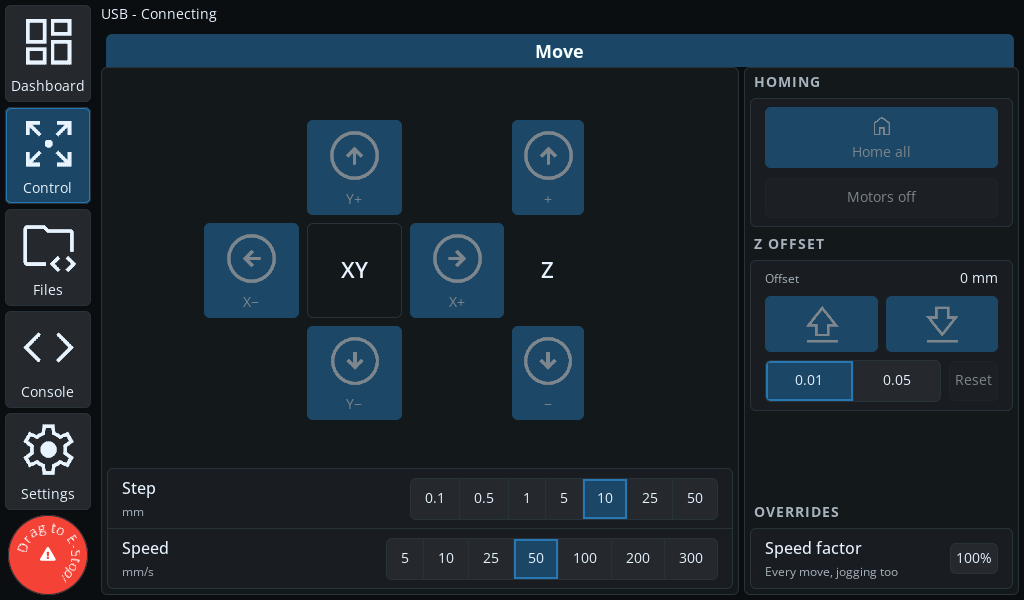 USB - Connecting
Dashboard
Control
Files
Console
Settings
Drag to E-Stop!
Move
Y+
+
X−
XY
X+
Z
Y−
−
Step
mm
0.1 0.5 1 5 10 25 50
Speed
mm/s
5 10 25 50 100 200 300
HOMING
Home all
Motors off
Z OFFSET
Offset 0 mm
0.01 0.05 Reset
OVERRIDES
Speed factor
Every move, jogging too
100%